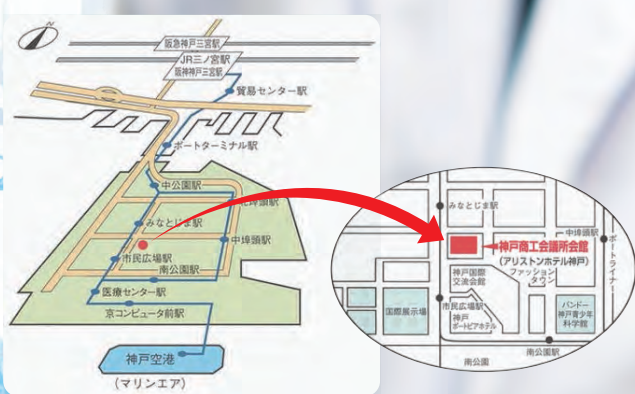 N
阪急神戸三宮駅
JR三ノ宮駅
阪神神戸三宮駅
貿易センター駅
ポートターミナル駅
中公園駅
みなとじま駅
市民広場駅
南公園駅
中埠頭駅
医療センター駅
京コンピュータ前駅
神戸空港
(マリンエア)
みなとじま駅
中埠頭駅
神戸商工会議所会館
(アリストンホテル神戸)
神戸国際
交流会館
ファッション
タウン
ポートライナー
国際展示場
市民広場駅
神戸
ポートピアホテル
バンドー
神戸青少年
科学館
南公園駅
南公園